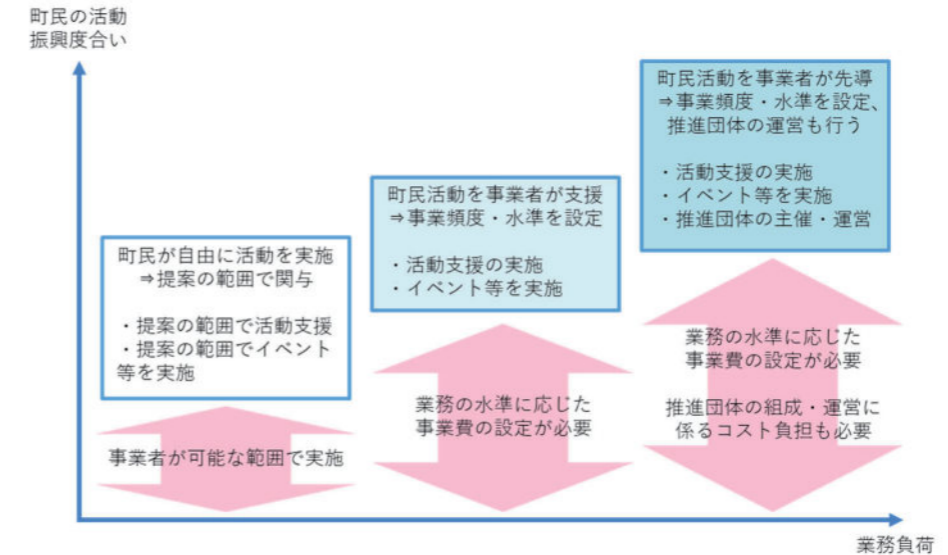 町民の活動
振興度合い
町民が自由に活動を実施
⇒提案の範囲で関与
・提案の範囲で活動支援
・提案の範囲でイベント
等を実施
事業者が可能な範囲で実施
町民活動を事業者が支援
⇒事業頻度・水準を設定
・活動支援の実施
・イベント等を実施
業務の水準に応じた
事業費の設定が必要
町民活動を事業者が先導
⇒事業頻度・水準を設定、
推進団体の運営も行う
・活動支援の実施
・イベント等を実施
・推進団体の主催・運営
業務の水準に応じた
事業費の設定が必要
推進団体の組成・運営に
係るコスト負担も必要
業務負荷